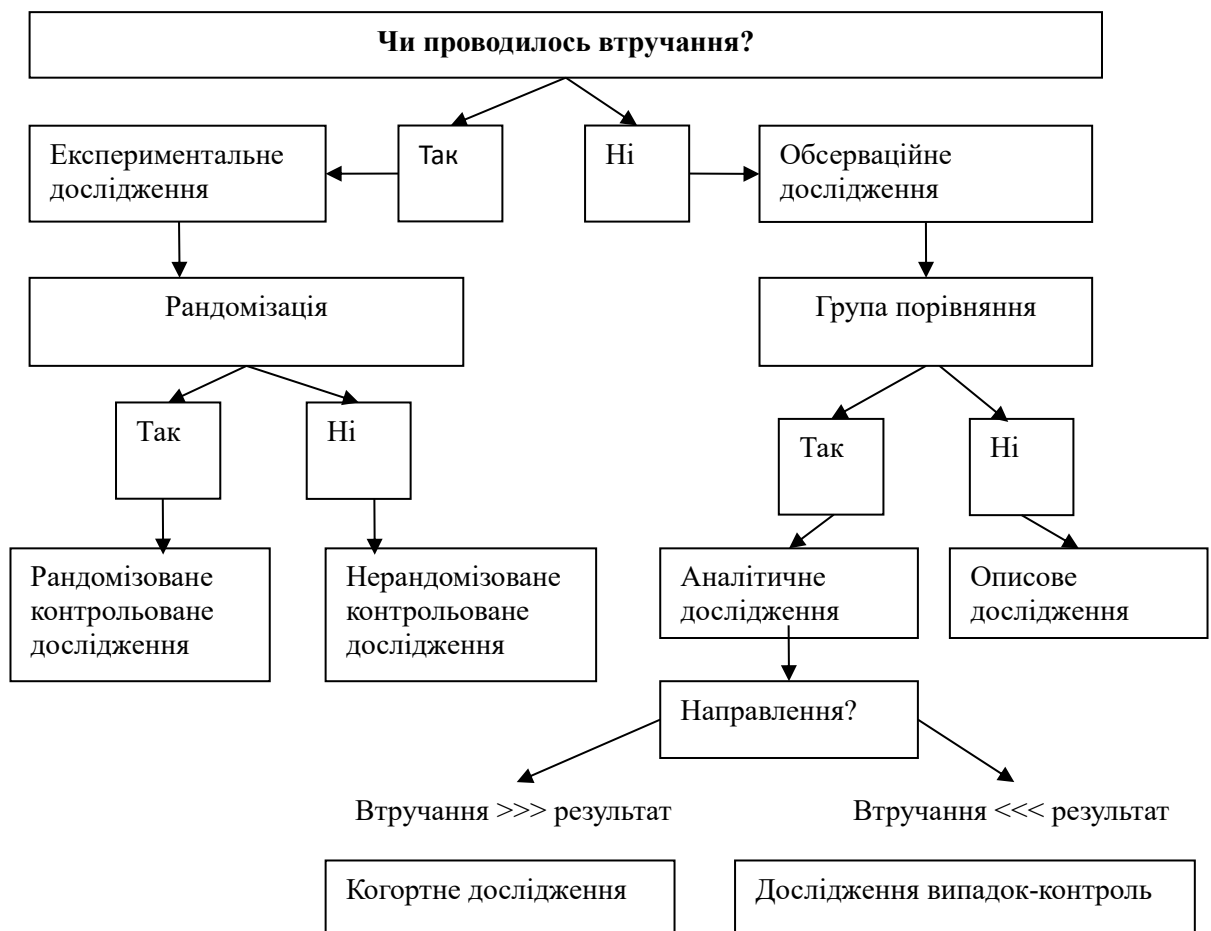 Чи проводилось втручання?
Експериментальне
дослідження
Так
Ні
Обсерваційне
дослідження
Рандомізація
Група порівняння
Так
Ні
Так
Ні
Рандомізоване
контрольоване
дослідження
Нерандомізоване
контрольоване
дослідження
Аналітичне
дослідження
Описове
дослідження
Направлення?
Втручання >>> результат
Втручання <<< результат
Когортне дослідження
Дослідження випадок-контроль